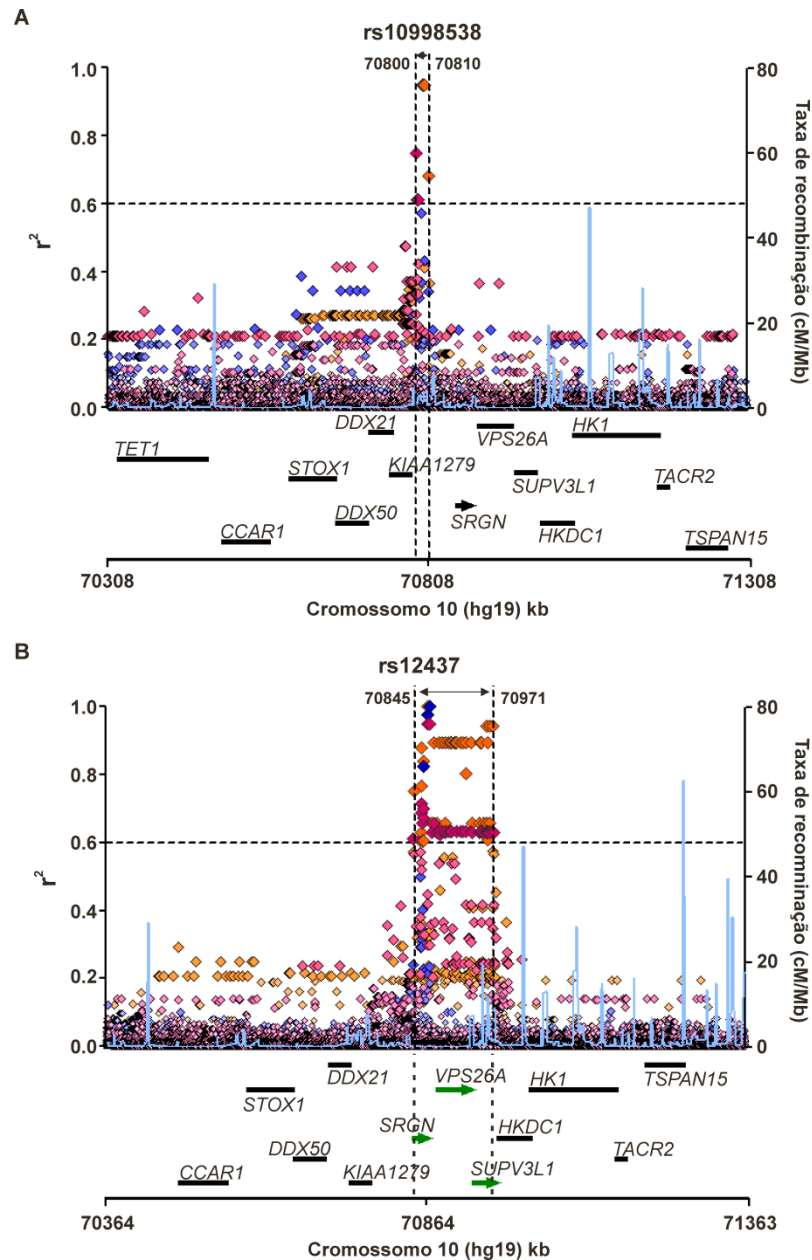 A
rs10998538
70800
70810
1.0
0.8
0.6
0.4
0.2
0.0
r²
80
60
40
20
0
Taxa de recombinação (cM/Mb)
DDX21
VPS26A
HK1
TET1
STOX1
KIAA1279
SUPV3L1
TACR2
DDX50
SRGN
HKDC1
CCAR1
TSPAN15
70308
70808
71308
Cromossomo 10 (hg19) kb
B
rs12437
70845
70971
1.0
0.8
0.6
0.4
0.2
0.0
r²
80
60
40
20
0
Taxa de recomninação (cM/Mb)
DDX21
VPS26A
HK1
TSPAN15
STOX1
SRGN
HKDC1
DDX50
TACR2
CCAR1
KIAA1279
SUPV3L1
70364
70864
71363
Cromossomo 10 (hg19) kb